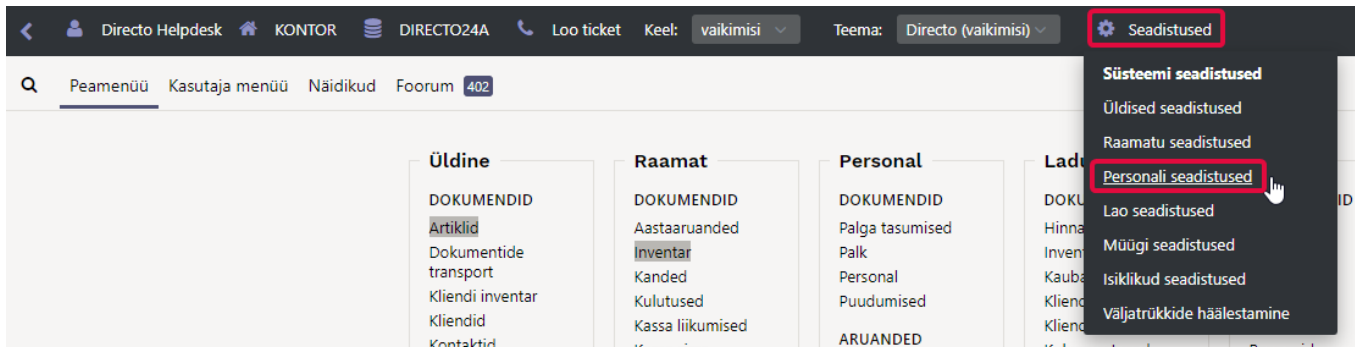 Directo Helpdesk KONTOR DIRECTO24A Loo ticket Keel: vaikimisi Teema: Directo (vaikimisi) Seadistused
Peamenüü Kasutaja menüü Näidikud Foorum 402
Süsteemi seadistused
Üldised seadistused
Raamatu seadistused
Personali seadistused
Lao seadistused
Müügi seadistused
Isiklikud seadistused
Väljatrükkide häälestamine
Üldine
DOKUMENDID
Artiklid
Dokumentide
transport
Kliendi inventar
Kliendid
Kontaktid
Raamat
DOKUMENDID
Aastaaruanded
Inventar
Kanded
Kulutused
Kassa liikumised
Personal
DOKUMENDID
Palga tasumised
Palk
Personal
Puudumised
ARUANDED